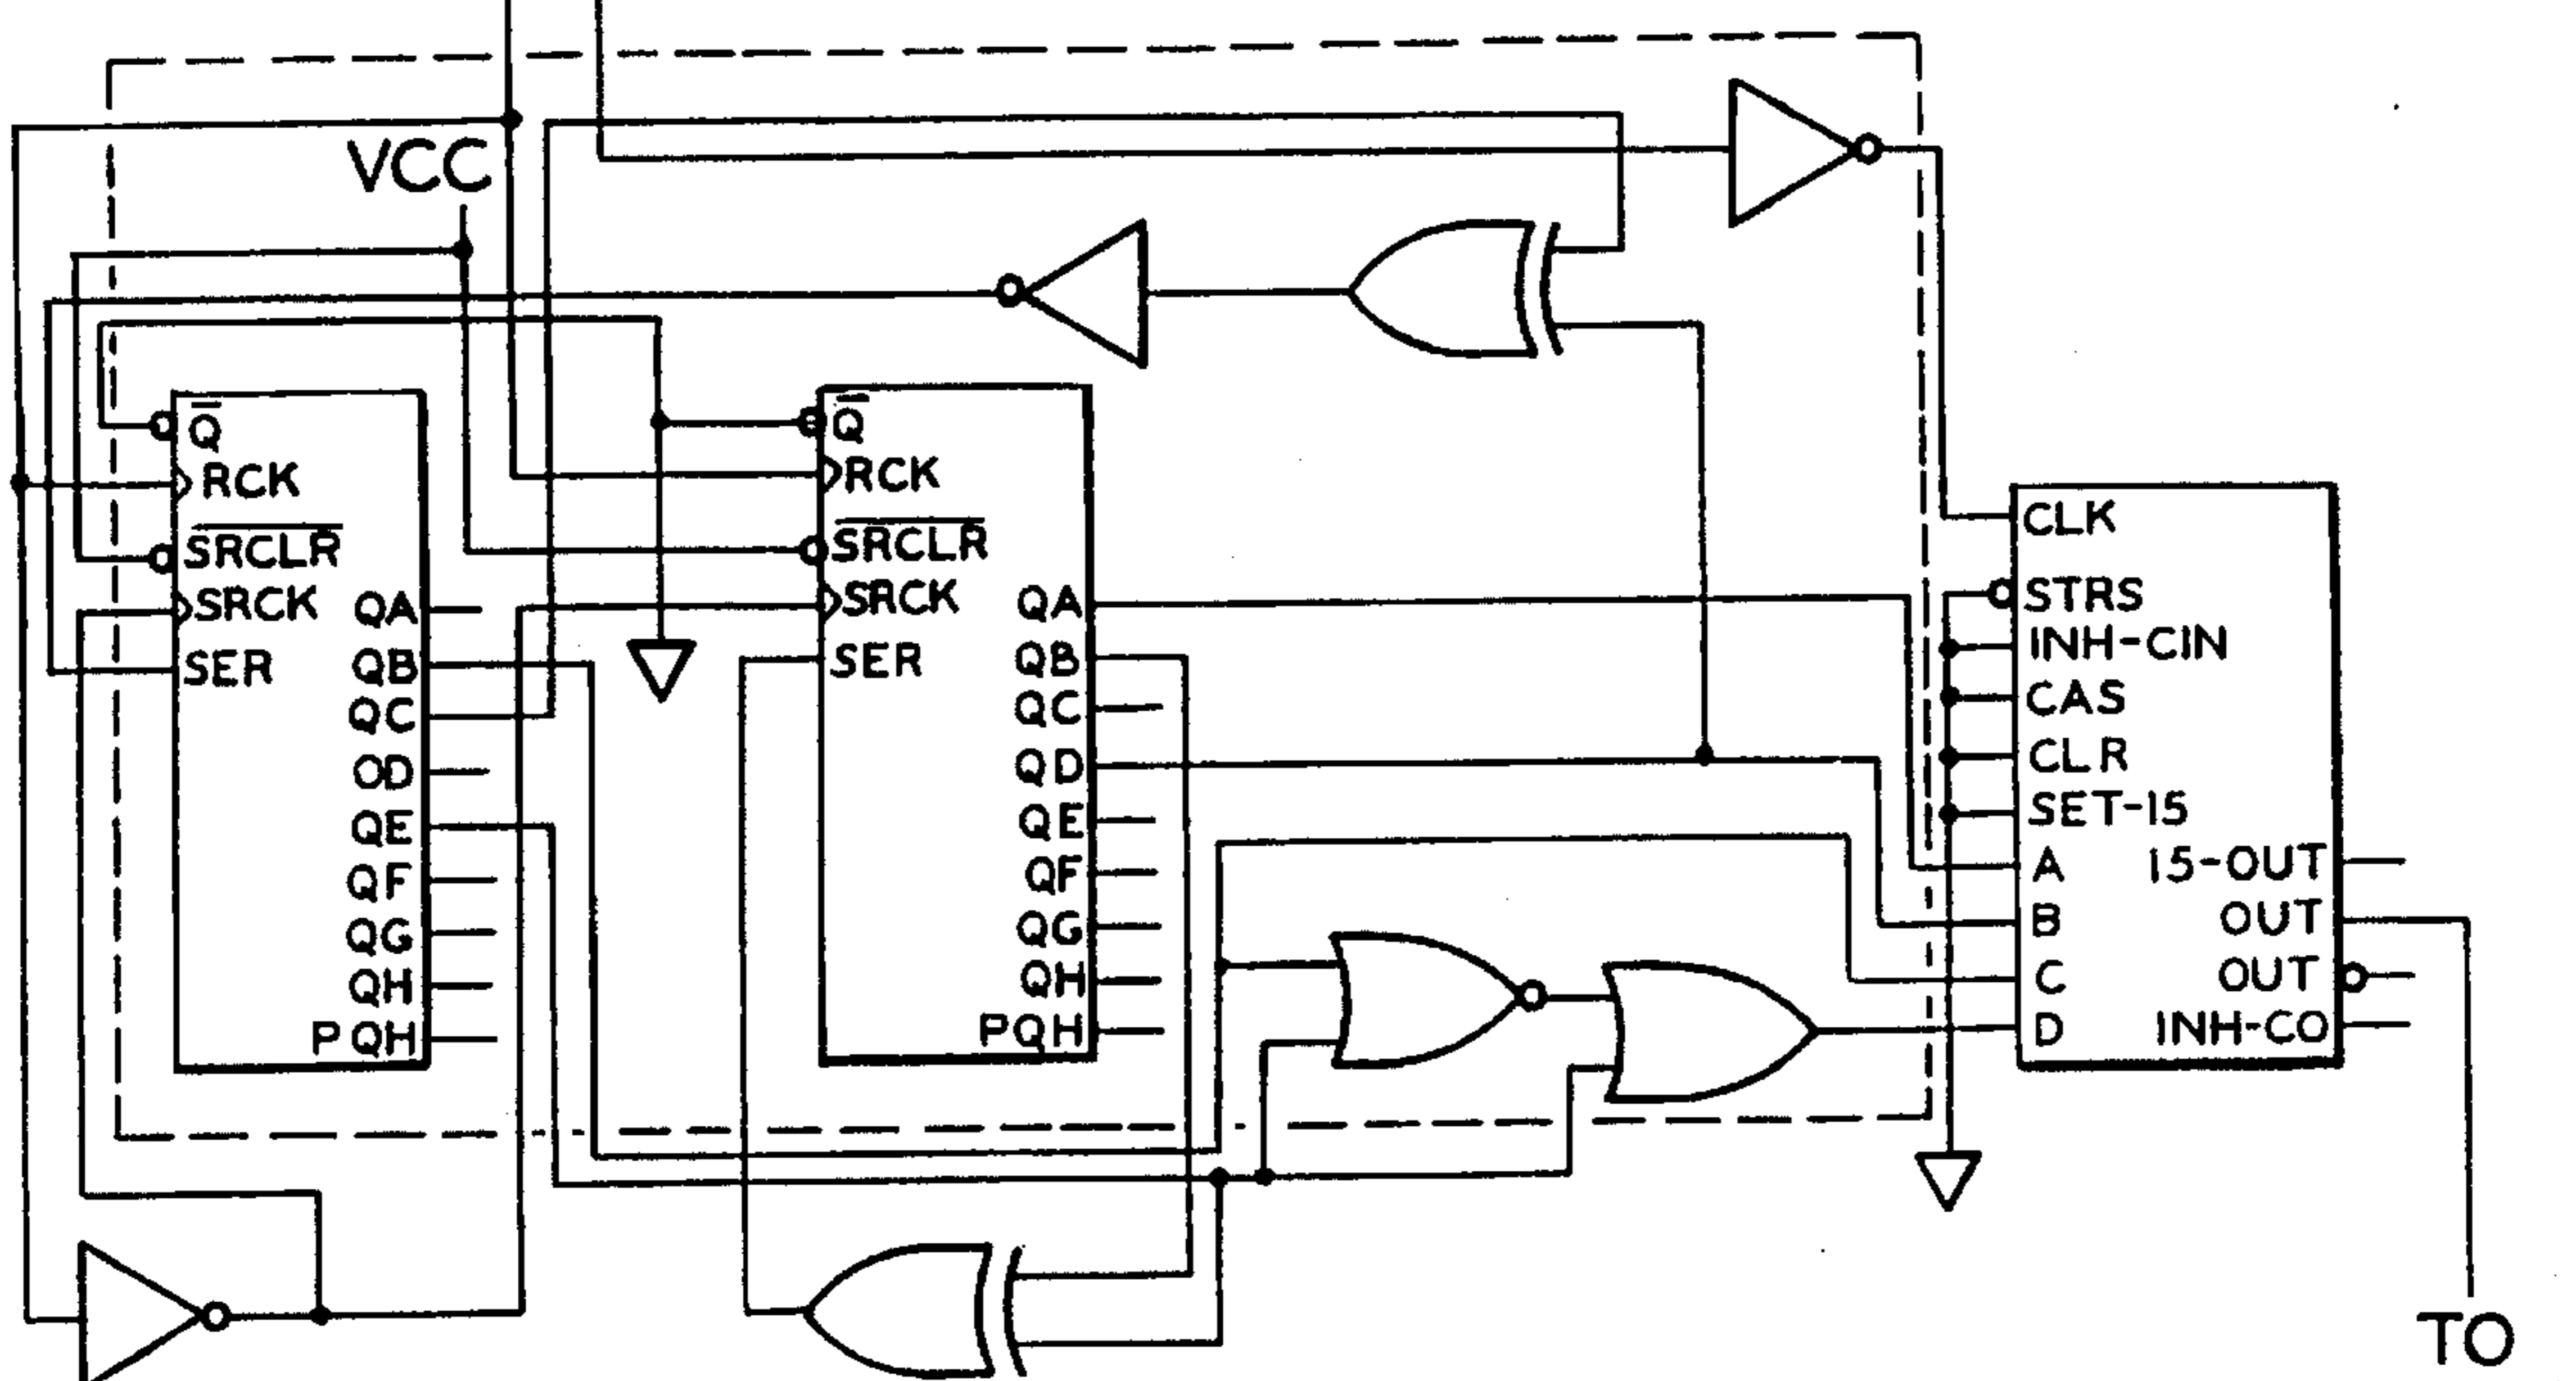 VCC
Q̅
RCK
SRCLR
SRCK
SER
QA
QB
QC
OD
QE
QF
QG
QH
PQH
Q̅
RCK
SRCLR
SRCK
SER
QA
QB
QC
QD
QE
QF
QG
QH
PQH
CLK
STRS
INH-CIN
CAS
CLR
SET-15
A
B
C
D
15-OUT
OUT
OUT
INH-CO
TO